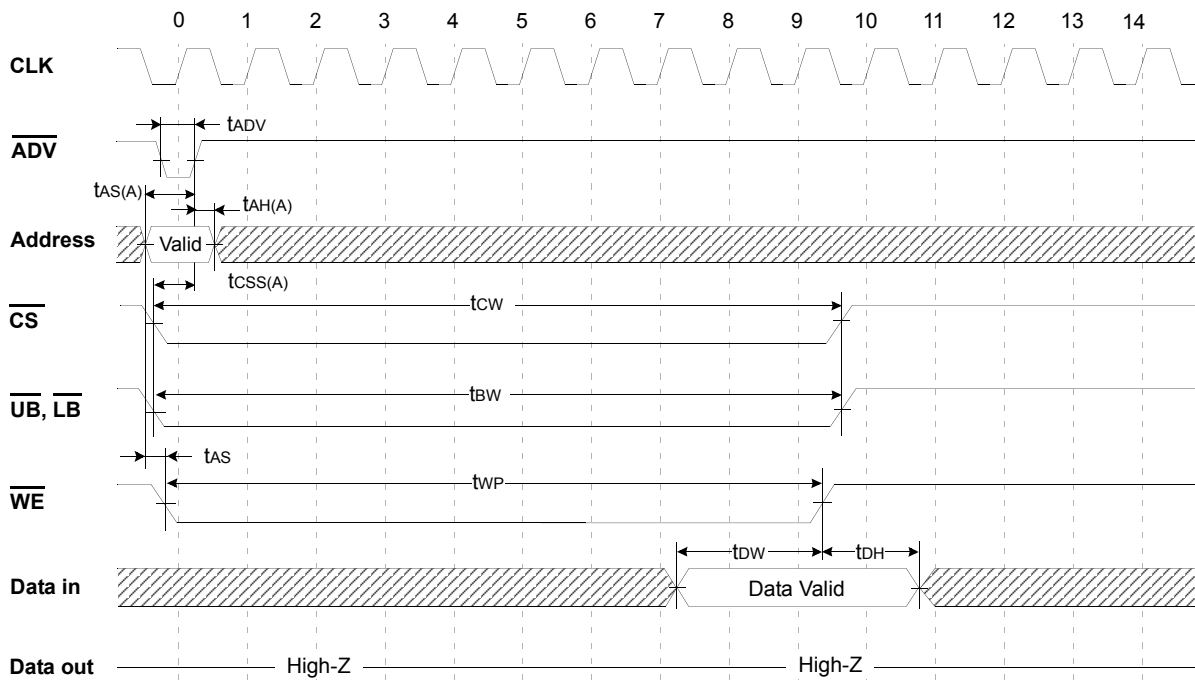 0 1 2 3 4 5 6 7 8 9 10 11 12 13 14
CLK
tADV
ADV
tAS(A)
tAH(A)
Address
Valid
tCSS(A)
tCW
CS
tBW
UB, LB
tAS
tWP
WE
tDW
tDH
Data in
Data Valid
Data out
High-Z
High-Z